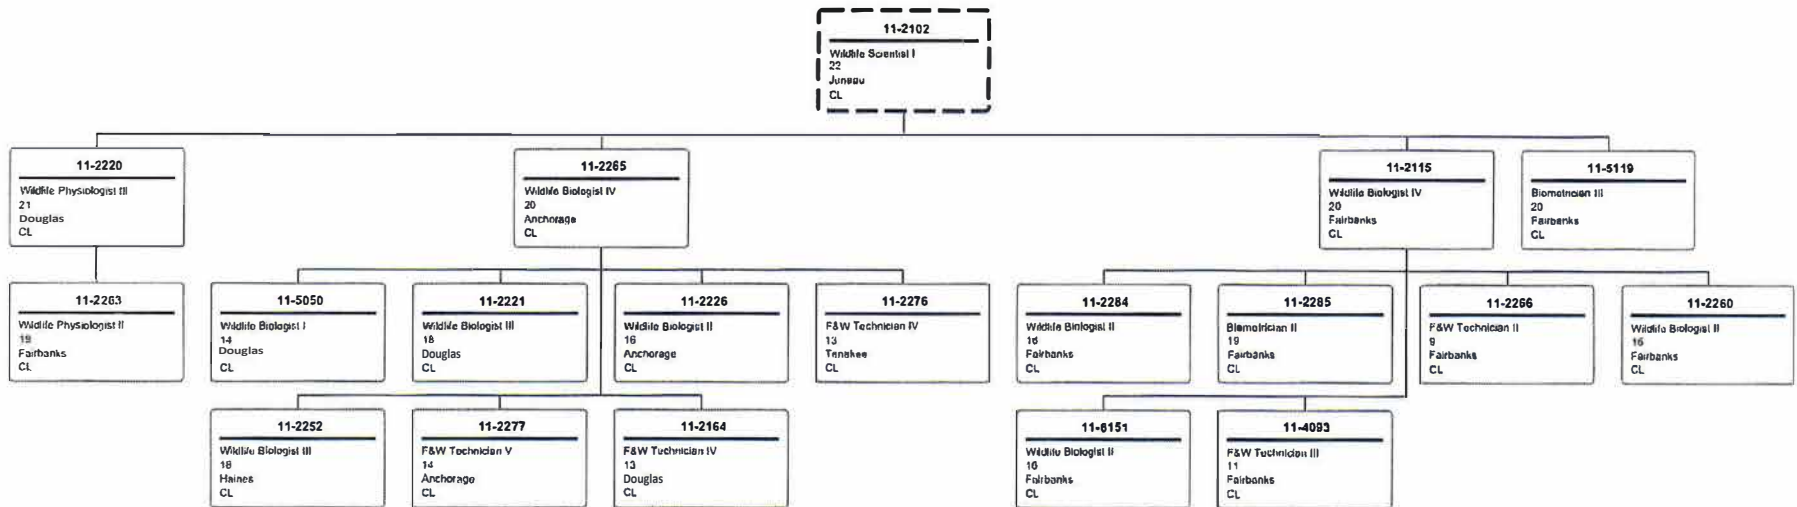 11-2102
Wildlife Scientist I
22
Juneau
CL
11-2220
Wildlife Physiologist III
21
Douglas
CL
11-2265
Wildlife Biologist IV
20
Anchorage
CL
11-2115
Wildlife Biologist IV
20
Fairbanks
CL
11-5119
Biometrician III
20
Fairbanks
CL
11-2263
Wildlife Physiologist II
19
Fairbanks
CL
11-5050
Wildlife Biologist I
14
Douglas
CL
11-2221
Wildlife Biologist III
18
Douglas
CL
11-2226
Wildlife Biologist II
16
Anchorage
CL
11-2276
F&W Technician IV
13
Tenakee
CL
11-2284
Wildlife Biologist II
16
Fairbanks
CL
11-2285
Biometrician II
19
Fairbanks
CL
11-2266
F&W Technician II
9
Fairbanks
CL
11-2260
Wildlife Biologist II
16
Fairbanks
CL
11-2252
Wildlife Biologist III
18
Haines
CL
11-2277
F&W Technician V
14
Anchorage
CL
11-2164
F&W Technician IV
13
Douglas
CL
11-6151
Wildlife Biologist II
16
Fairbanks
CL
11-4093
F&W Technician III
11
Fairbanks
CL